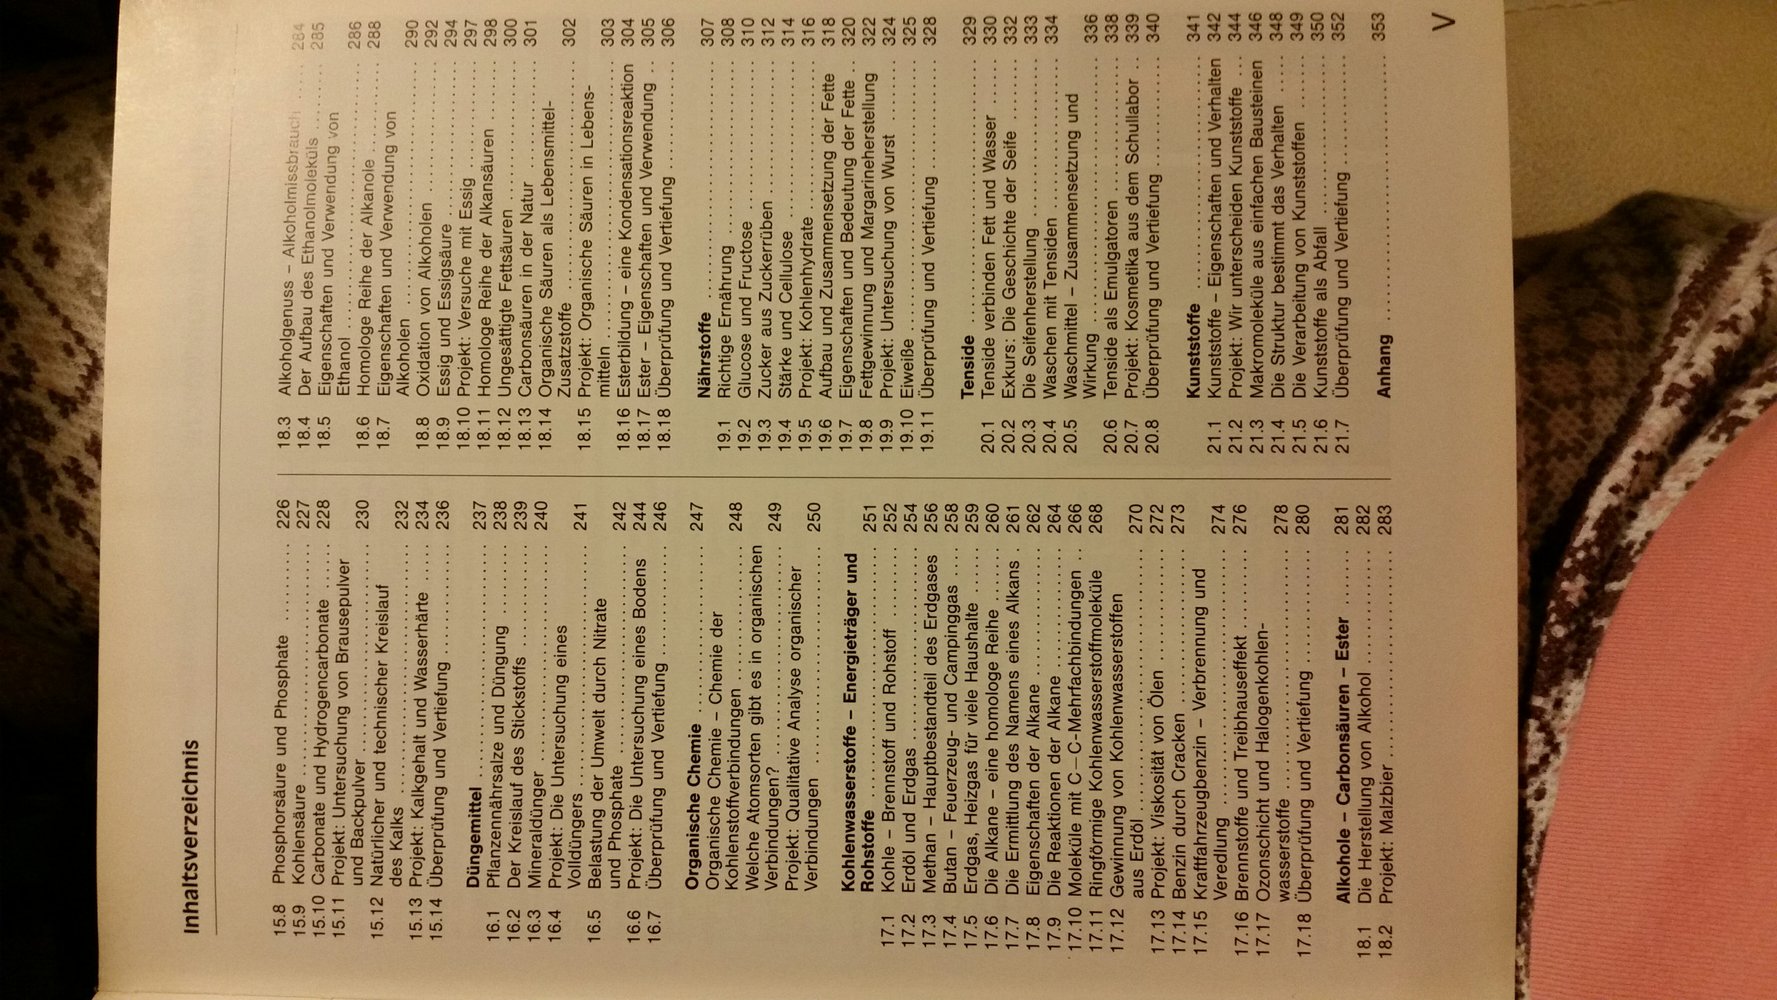 Inhaltsverzeichnis
15.8 Phosphorsäure und Phosphate .......... 226
15.9 Kohlensäure .......... 227
15.10 Carbonate und Hydrogencarbonate ..... 228
15.11 Projekt: Untersuchung von Brausepulver
und Backpulver .......... 230
15.12 Natürlicher und technischer Kreislauf
des Kalks .......... 232
15.13 Projekt: Kalkgehalt und Wasserhärte .... 234
15.14 Überprüfung und Vertiefung .......... 236
Düngemittel .......... 237
16.1 Pflanzennährsalze und Düngung ........ 238
16.2 Der Kreislauf des Stickstoffs .......... 239
16.3 Mineraldünger .......... 240
16.4 Projekt: Die Untersuchung eines
Volldüngers .......... 241
16.5 Belastung der Umwelt durch Nitrate
und Phosphate .......... 242
16.6 Projekt: Die Untersuchung eines Bodens 244
16.7 Überprüfung und Vertiefung .......... 246
Organische Chemie .......... 247
Organische Chemie – Chemie der
Kohlenstoffverbindungen .......... 248
Welche Atomsorten gibt es in organischen
Verbindungen? .......... 249
Projekt: Qualitative Analyse organischer
Verbindungen .......... 250
Kohlenwasserstoffe – Energieträger und
Rohstoffe .......... 251
17.1 Kohle – Brennstoff und Rohstoff ........ 252
17.2 Erdöl und Erdgas .......... 254
17.3 Methan – Hauptbestandteil des Erdgases 256
17.4 Butan – Feuerzeug- und Campinggas .... 258
17.5 Erdgas, Heizgas für viele Haushalte ..... 259
17.6 Die Alkane – eine homologe Reihe ...... 260
17.7 Die Ermittlung des Namens eines Alkans . 261
17.8 Eigenschaften der Alkane .......... 262
17.9 Die Reaktionen der Alkane .......... 264
17.10 Moleküle mit C–C-Mehrfachbindungen .. 266
17.11 Ringförmige Kohlenwasserstoffmoleküle 268
17.12 Gewinnung von Kohlenwasserstoffen
aus Erdöl .......... 270
17.13 Projekt: Viskosität von Ölen .......... 272
17.14 Benzin durch Cracken .......... 273
17.15 Kraftfahrzeugbenzin – Verbrennung und
Veredlung .......... 274
17.16 Brennstoffe und Treibhauseffekt ........ 276
17.17 Ozonschicht und Halogenkohlen-
wasserstoffe .......... 278
17.18 Überprüfung und Vertiefung .......... 280
Alkohole – Carbonsäuren – Ester ....... 281
18.1 Die Herstellung von Alkohol .......... 282
18.2 Projekt: Malzbier .......... 283
18.3 Alkoholgenuss – Alkoholmissbrauch .... 284
18.4 Der Aufbau des Ethanolmoleküls ....... 285
18.5 Eigenschaften und Verwendung von
Ethanol .......... 286
18.6 Homologe Reihe der Alkanole .......... 288
18.7 Eigenschaften und Verwendung von
Alkoholen .......... 290
18.8 Oxidation von Alkoholen .......... 292
18.9 Essig und Essigsäure .......... 294
18.10 Projekt: Versuche mit Essig .......... 297
18.11 Homologe Reihe der Alkansäuren ....... 298
18.12 Ungesättigte Fettsäuren .......... 300
18.13 Carbonsäuren in der Natur .......... 301
18.14 Organische Säuren als Lebensmittel-
Zusatzstoffe .......... 302
18.15 Projekt: Organische Säuren in Lebens-
mitteln .......... 303
18.16 Esterbildung – eine Kondensationsreaktion 304
18.17 Ester – Eigenschaften und Verwendung .. 305
18.18 Überprüfung und Vertiefung .......... 306
Nährstoffe .......... 307
19.1 Richtige Ernährung .......... 308
19.2 Glucose und Fructose .......... 310
19.3 Zucker aus Zuckerrüben .......... 312
19.4 Stärke und Cellulose .......... 314
19.5 Projekt: Kohlenhydrate .......... 316
19.6 Aufbau und Zusammensetzung der Fette 318
19.7 Eigenschaften und Bedeutung der Fette .. 320
19.8 Fettgewinnung und Margarineherstellung 322
19.9 Projekt: Untersuchung von Wurst ....... 324
19.10 Eiweiße .......... 325
19.11 Überprüfung und Vertiefung .......... 328
Tenside .......... 329
20.1 Tenside verbinden Fett und Wasser ..... 330
20.2 Exkurs: Die Geschichte der Seife ....... 332
20.3 Die Seifenherstellung .......... 333
20.4 Waschen mit Tensiden .......... 334
20.5 Waschmittel – Zusammensetzung und
Wirkung .......... 336
20.6 Tenside als Emulgatoren .......... 338
20.7 Projekt: Kosmetika aus dem Schullabor .. 339
20.8 Überprüfung und Vertiefung .......... 340
Kunststoffe .......... 341
21.1 Kunststoffe – Eigenschaften und Verhalten 342
21.2 Projekt: Wir unterscheiden Kunststoffe ... 344
21.3 Makromoleküle aus einfachen Bausteinen 346
21.4 Die Struktur bestimmt das Verhalten ..... 348
21.5 Die Verarbeitung von Kunststoffen ...... 349
21.6 Kunststoffe als Abfall .......... 350
21.7 Überprüfung und Vertiefung .......... 352
Anhang .......... 353
V